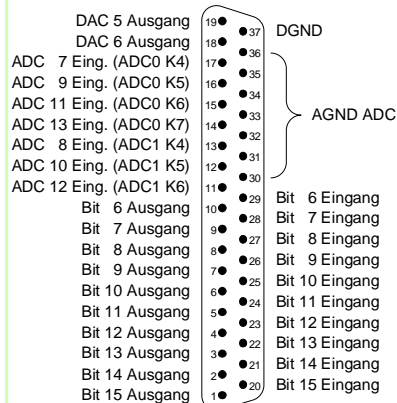 DAC 5 Ausgang 19
DAC 6 Ausgang 18
ADC 7 Eing. (ADC0 K4) 17
ADC 9 Eing. (ADC0 K5) 16
ADC 11 Eing. (ADC0 K6) 15
ADC 13 Eing. (ADC0 K7) 14
ADC 8 Eing. (ADC1 K4) 13
ADC 10 Eing. (ADC1 K5) 12
ADC 12 Eing. (ADC1 K6) 11
Bit 6 Ausgang 10
Bit 7 Ausgang 9
Bit 8 Ausgang 8
Bit 9 Ausgang 7
Bit 10 Ausgang 6
Bit 11 Ausgang 5
Bit 12 Ausgang 4
Bit 13 Ausgang 3
Bit 14 Ausgang 2
Bit 15 Ausgang 1
37 DGND
36
35
34
33 AGND ADC
32
31
30
29 Bit 6 Eingang
28 Bit 7 Eingang
27 Bit 8 Eingang
26 Bit 9 Eingang
25 Bit 10 Eingang
24 Bit 11 Eingang
23 Bit 12 Eingang
22 Bit 13 Eingang
21 Bit 14 Eingang
20 Bit 15 Eingang